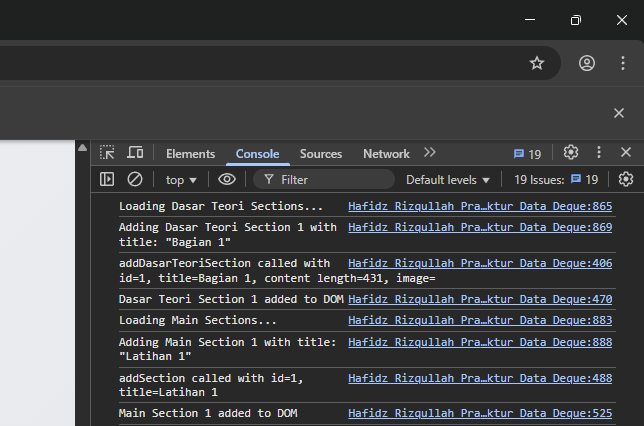 Elements Console Sources Network 19
top Filter Default levels 19 Issues: 19
Loading Dasar Teori Sections... Hafidz Rizqullah Pra…ktur Data Deque:865
Adding Dasar Teori Section 1 with Hafidz Rizqullah Pra…ktur Data Deque:869
title: "Bagian 1"
addDasarTeoriSection called with Hafidz Rizqullah Pra…ktur Data Deque:406
id=1, title=Bagian 1, content length=431, image=
Dasar Teori Section 1 added to DOM Hafidz Rizqullah Pra…ktur Data Deque:470
Loading Main Sections... Hafidz Rizqullah Pra…ktur Data Deque:883
Adding Main Section 1 with title: Hafidz Rizqullah Pra…ktur Data Deque:888
"Latihan 1"
addSection called with id=1, Hafidz Rizqullah Pra…ktur Data Deque:488
title=Latihan 1
Main Section 1 added to DOM Hafidz Rizqullah Pra…ktur Data Deque:525